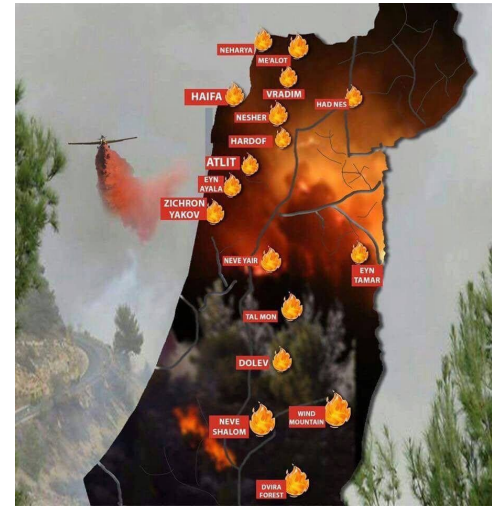 NEHARYA
ME'ALOT
VRADIM
HAIFA
HAD NES
NESHER
HARDOF
ATLIT
EYN
AYALA
ZICHRON
YAKOV
NEVE YAIR
EYN
TAMAR
TAL MON
DOLEV
NEVE
SHALOM
WIND
MOUNTAIN
DVIRA
FOREST